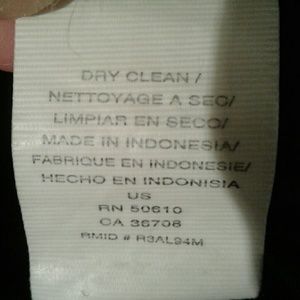 DRY CLEAN /
NETTOYAGE A SEC/
LIMPIAR EN SECO/
MADE IN INDONESIA/
FABRIQUE EN INDONESIE/
HECHO EN INDONISIA
US
RN 50610
CA 36708
RMID # R3AL94M